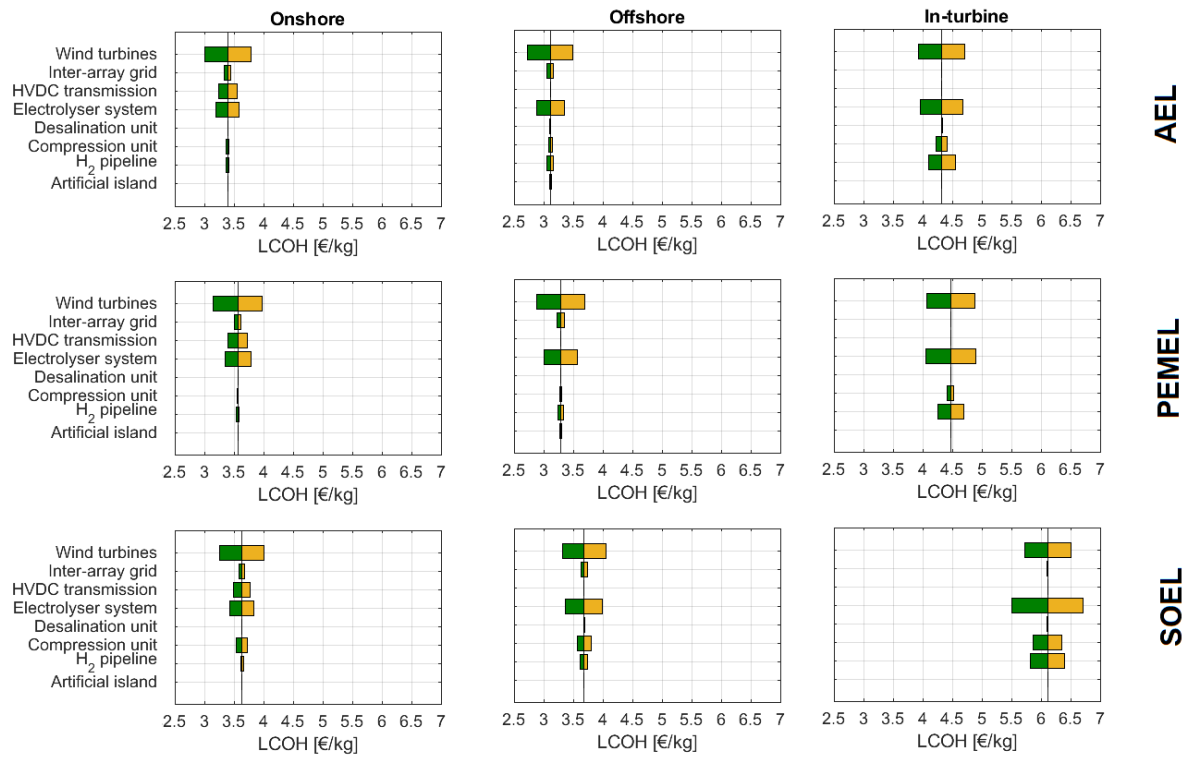 Onshore Offshore In-turbine
Wind turbines
Inter-array grid
HVDC transmission
Electrolyser system
Desalination unit
Compression unit
H2 pipeline
Artificial island
AEL
2.5 3 3.5 4 4.5 5 5.5 6 6.5 7 2.5 3 3.5 4 4.5 5 5.5 6 6.5 7 2.5 3 3.5 4 4.5 5 5.5 6 6.5 7
LCOH [€/kg] LCOH [€/kg] LCOH [€/kg]
Wind turbines
Inter-array grid
HVDC transmission
Electrolyser system
Desalination unit
Compression unit
H2 pipeline
Artificial island
PEMEL
2.5 3 3.5 4 4.5 5 5.5 6 6.5 7 2.5 3 3.5 4 4.5 5 5.5 6 6.5 7 2.5 3 3.5 4 4.5 5 5.5 6 6.5 7
LCOH [€/kg] LCOH [€/kg] LCOH [€/kg]
Wind turbines
Inter-array grid
HVDC transmission
Electrolyser system
Desalination unit
Compression unit
H2 pipeline
Artificial island
SOEL
2.5 3 3.5 4 4.5 5 5.5 6 6.5 7 2.5 3 3.5 4 4.5 5 5.5 6 6.5 7 2.5 3 3.5 4 4.5 5 5.5 6 6.5 7
LCOH [€/kg] LCOH [€/kg] LCOH [€/kg]